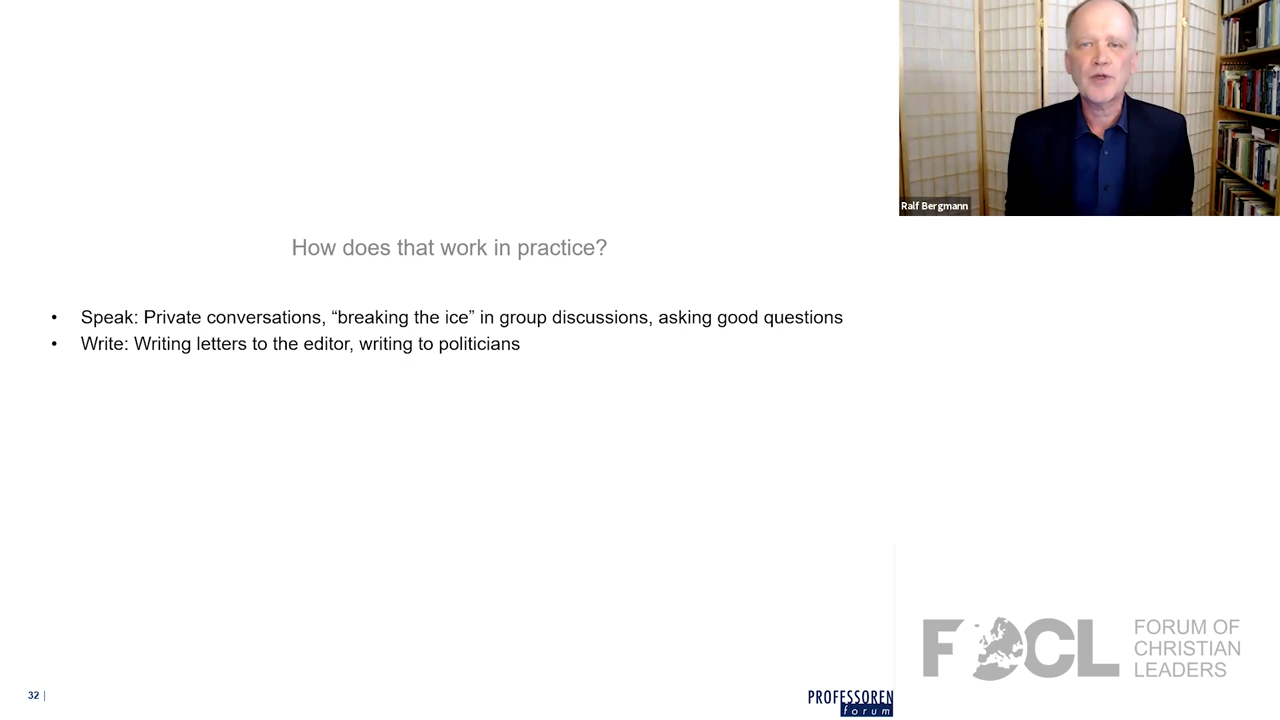 Ralf Bergmann
How does that work in practice?
• Speak: Private conversations, “breaking the ice” in group discussions, asking good questions
• Write: Writing letters to the editor, writing to politicians
32 |
PROFESSOREN
forum
FOCL
FORUM OF
CHRISTIAN
LEADERS